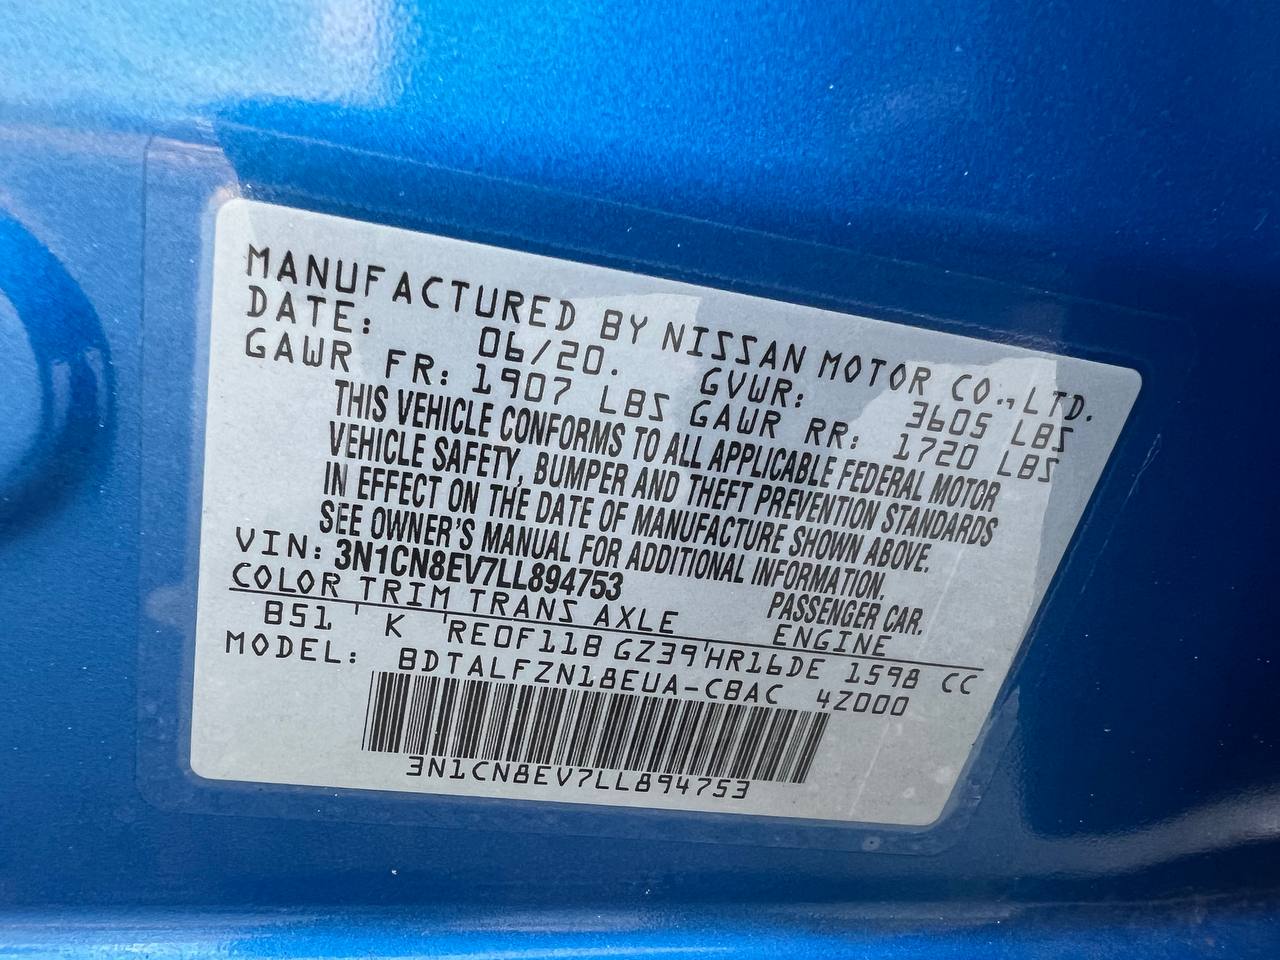 MANUFACTURED BY NISSAN MOTOR CO., LTD.
DATE: 06/20. GVWR: 3605 LBS
GAWR FR: 1907 LBS GAWR RR: 1720 LBS
THIS VEHICLE CONFORMS TO ALL APPLICABLE FEDERAL MOTOR
VEHICLE SAFETY, BUMPER AND THEFT PREVENTION STANDARDS
IN EFFECT ON THE DATE OF MANUFACTURE SHOWN ABOVE.
SEE OWNER'S MANUAL FOR ADDITIONAL INFORMATION.
VIN: 3N1CN8EV7LL894753 PASSENGER CAR.
COLOR TRIM TRANS AXLE ENGINE
B51 K RE0F11B GZ39 HR16DE 1598 CC
MODEL: BDTALFZN18EUA-CBAC 4Z000
3N1CN8EV7LL894753